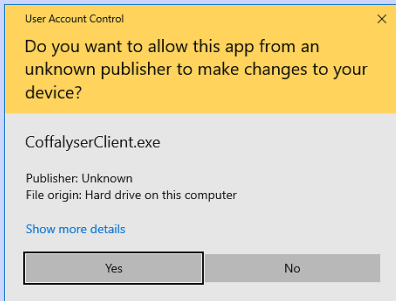 User Account Control
Do you want to allow this app from an
unknown publisher to make changes to your
device?
CoffalyserClient.exe
Publisher: Unknown
File origin: Hard drive on this computer
Show more details
Yes
No